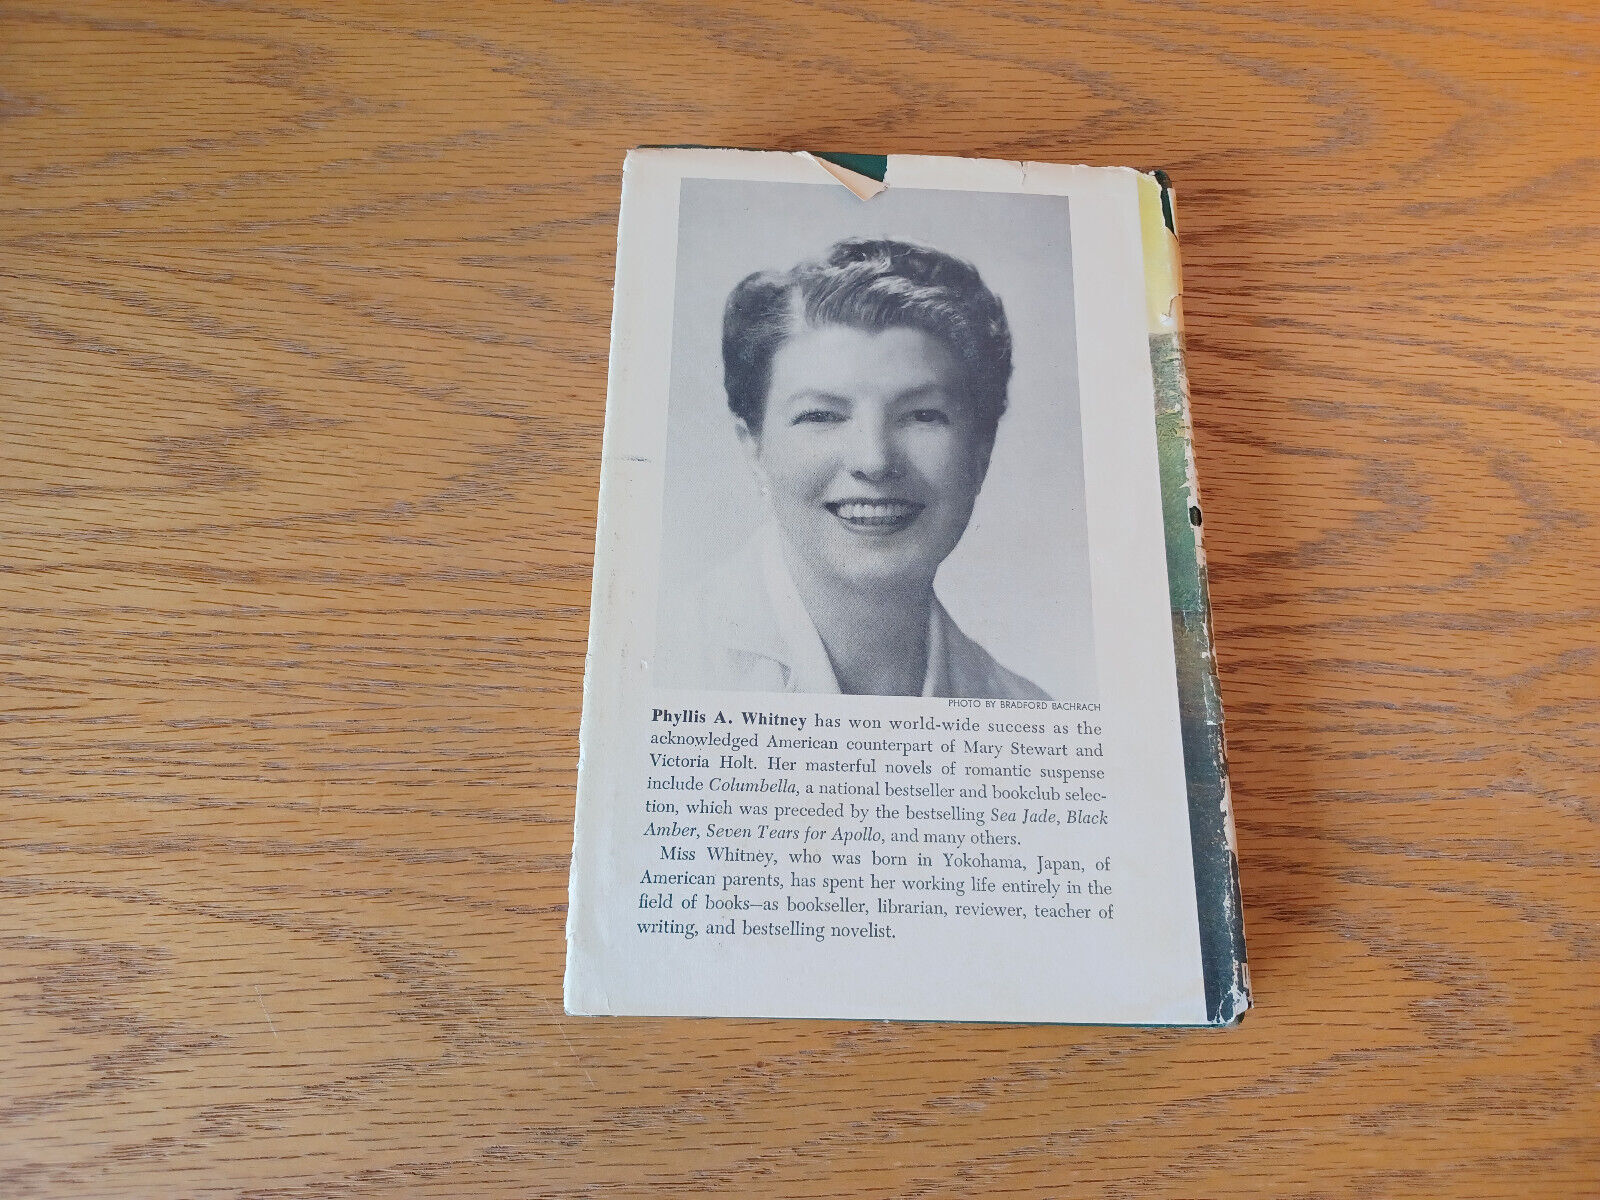 PHOTO BY BRADFORD BACHRACH
Phyllis A. Whitney has won world-wide success as the
acknowledged American counterpart of Mary Stewart and
Victoria Holt. Her masterful novels of romantic suspense
include Columbella, a national bestseller and bookclub selec-
tion, which was preceded by the bestselling Sea Jade, Black
Amber, Seven Tears for Apollo, and many others.
Miss Whitney, who was born in Yokohama, Japan, of
American parents, has spent her working life entirely in the
field of books—as bookseller, librarian, reviewer, teacher of
writing, and bestselling novelist.